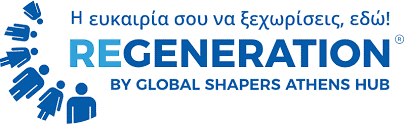 Η ευκαιρία σου να ξεχωρίσεις, εδώ!
REGENERATION®
BY GLOBAL SHAPERS ATHENS HUB